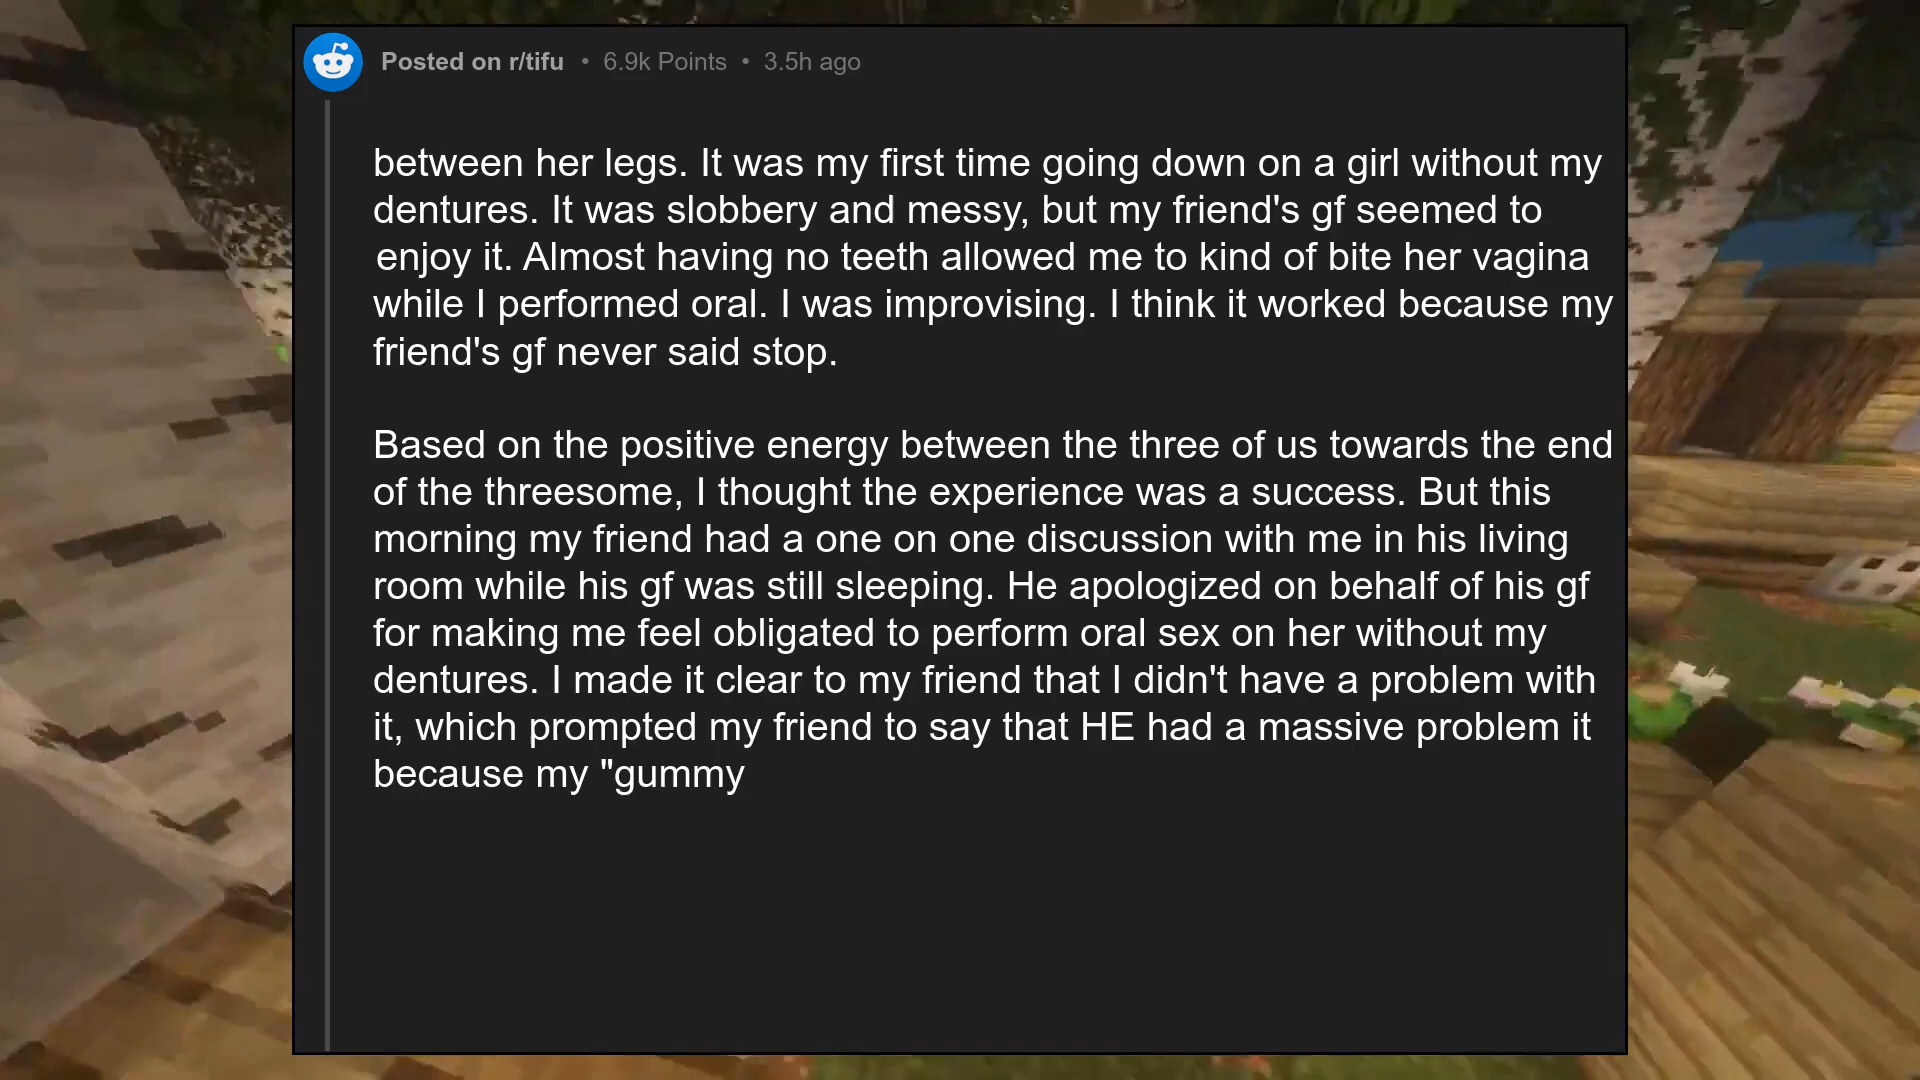 Posted on r/tifu • 6.9k Points • 3.5h ago
between her legs. It was my first time going down on a girl without my
dentures. It was slobbery and messy, but my friend's gf seemed to
enjoy it. Almost having no teeth allowed me to kind of bite her vagina
while I performed oral. I was improvising. I think it worked because my
friend's gf never said stop.
Based on the positive energy between the three of us towards the end
of the threesome, I thought the experience was a success. But this
morning my friend had a one on one discussion with me in his living
room while his gf was still sleeping. He apologized on behalf of his gf
for making me feel obligated to perform oral sex on her without my
dentures. I made it clear to my friend that I didn't have a problem with
it, which prompted my friend to say that HE had a massive problem it
because my "gummy